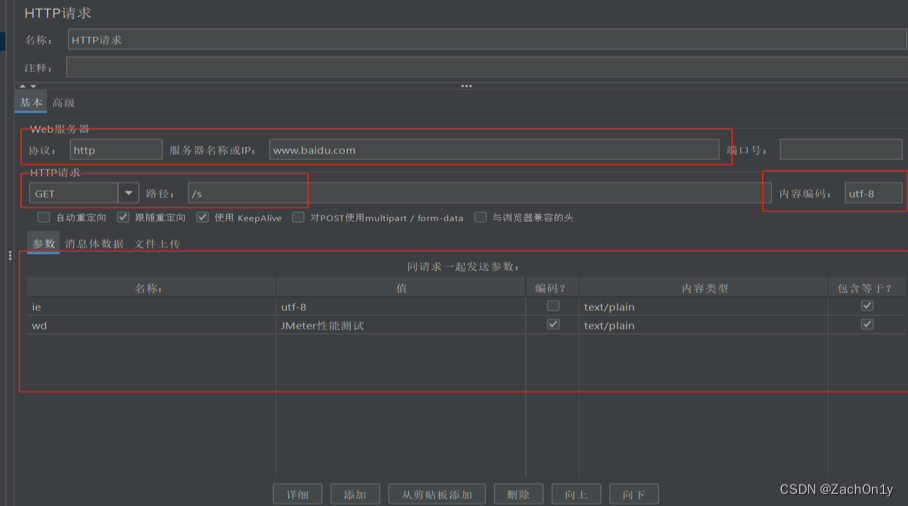 HTTP请求
名称： HTTP请求
注释：
基本 高级
Web服务器
协议： http 服务器名称或IP： www.baidu.com 端口号：
HTTP请求
GET 路径： /s 内容编码： utf-8
自动重定向 跟随重定向 使用 KeepAlive 对POST使用multipart / form-data 与浏览器兼容的头
参数 消息体数据 文件上传
同请求一起发送参数：
名称： 值 编码？ 内容类型 包含等于？
ie utf-8 text/plain
wd JMeter性能测试 text/plain
详细 添加 从剪贴板添加 删除 向上 向下
CSDN @ZachOn1y